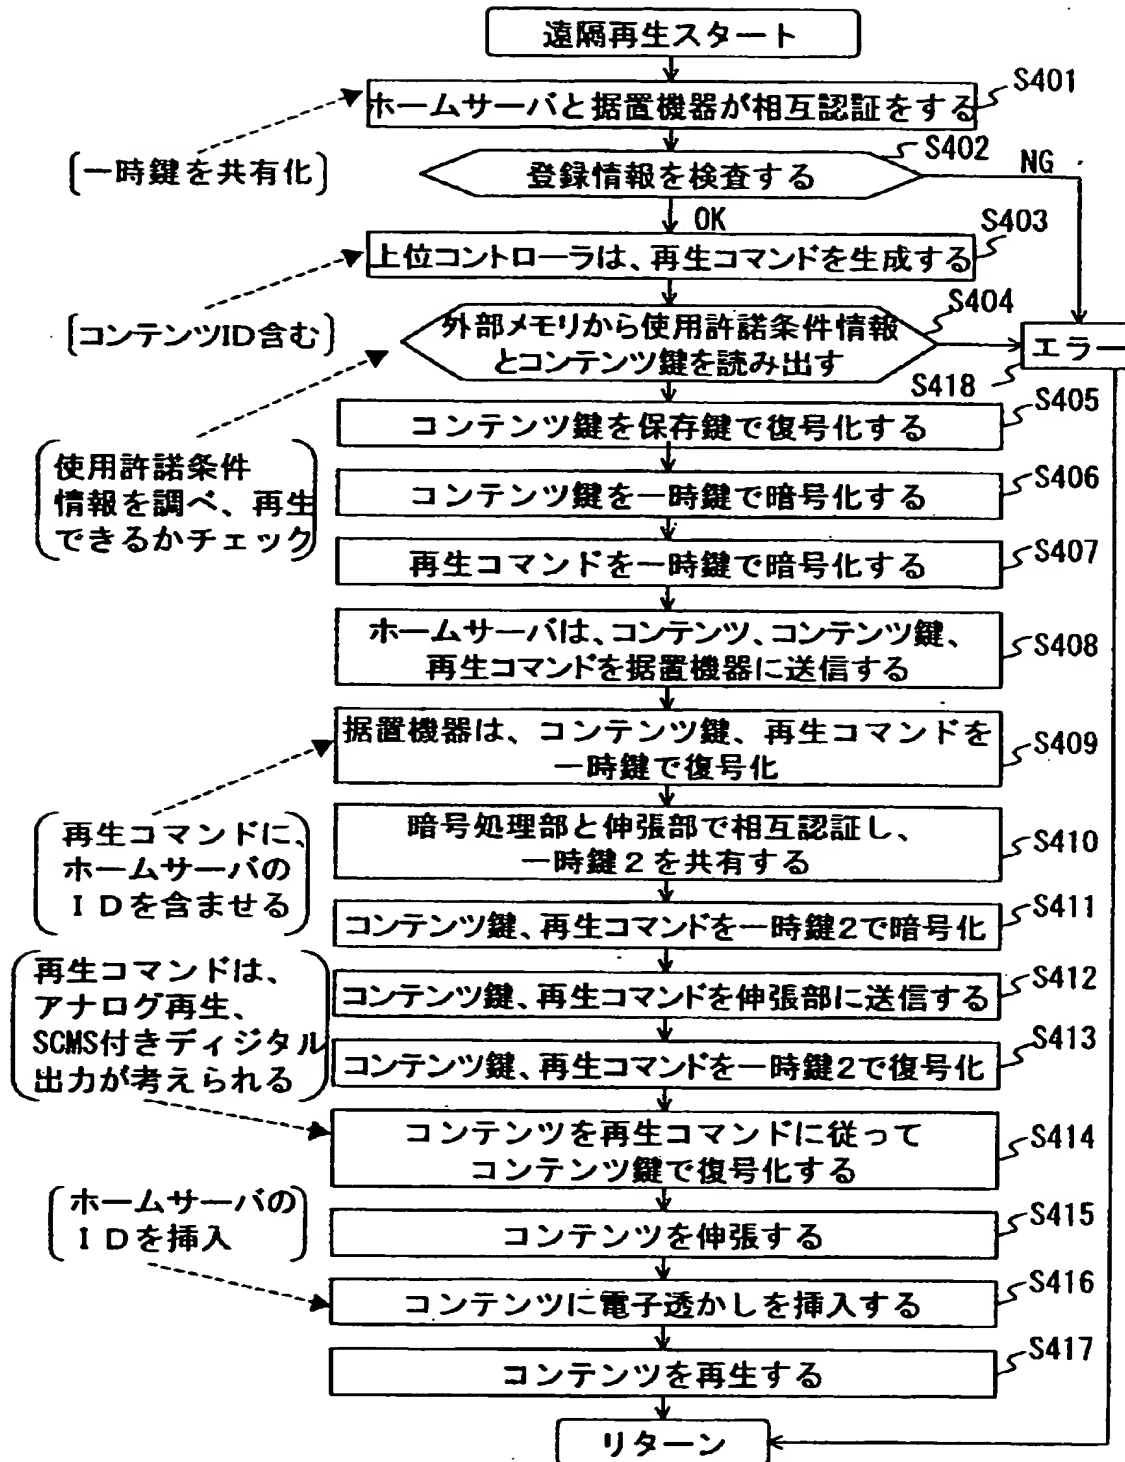 遠隔再生スタート
ホームサーバと据置機器が相互認証をする
S401
一時鍵を共有化
登録情報を検査する
S402
NG
OK
上位コントローラは、再生コマンドを生成する
S403
コンテンツID含む
外部メモリから使用許諾条件情報
とコンテンツ鍵を読み出す
S404
エラー
S418
使用許諾条件
情報を調べ、再生
できるかチェック
コンテンツ鍵を保存鍵で復号化する
S405
コンテンツ鍵を一時鍵で暗号化する
S406
再生コマンドを一時鍵で暗号化する
S407
ホームサーバは、コンテンツ、コンテンツ鍵、
再生コマンドを据置機器に送信する
S408
据置機器は、コンテンツ鍵、再生コマンドを
一時鍵で復号化
S409
再生コマンドに、
ホームサーバの
IDを含ませる
暗号処理部と伸張部で相互認証し、
一時鍵2を共有する
S410
コンテンツ鍵、再生コマンドを一時鍵2で暗号化
S411
再生コマンドは、
アナログ再生、
SCMS付きディジタル
出力が考えられる
コンテンツ鍵、再生コマンドを伸張部に送信する
S412
コンテンツ鍵、再生コマンドを一時鍵2で復号化
S413
コンテンツを再生コマンドに従って
コンテンツ鍵で復号化する
S414
ホームサーバの
IDを挿入
コンテンツを伸張する
S415
コンテンツに電子透かしを挿入する
S416
コンテンツを再生する
S417
リターン